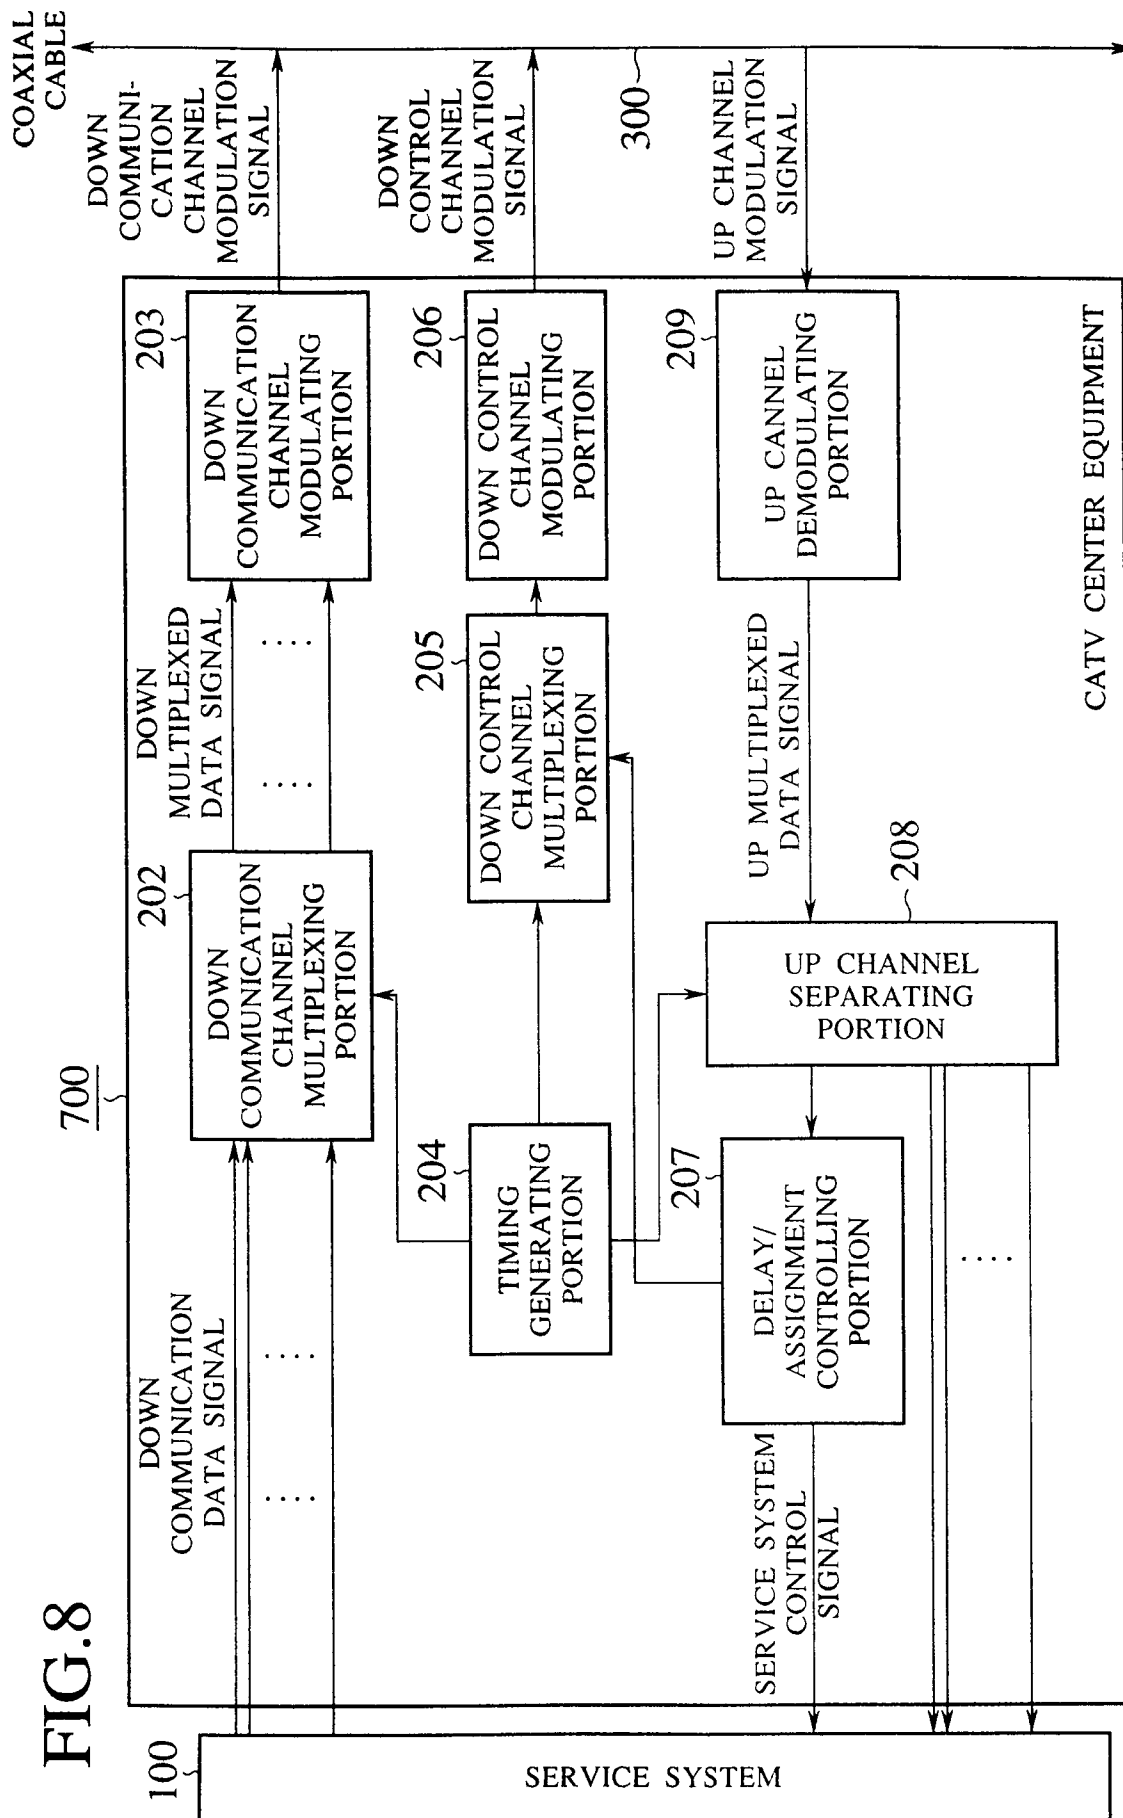 FIG.8
COAXIAL
CABLE
700
DOWN
COMMUNICATION
DATA SIGNAL
202
DOWN
COMMUNICATION
CHANNEL
MULTIPLEXING
PORTION
DOWN
MULTIPLEXED
DATA SIGNAL
203
DOWN
COMMUNICATION
CHANNEL
MODULATING
PORTION
DOWN
COMMUNI-
CATION
CHANNEL
MODULATION
SIGNAL
204
TIMING
GENERATING
PORTION
205
DOWN CONTROL
CHANNEL
MULTIPLEXING
PORTION
206
DOWN CONTROL
CHANNEL
MODULATING
PORTION
DOWN
CONTROL
CHANNEL
MODULATION
SIGNAL
300
100
SERVICE SYSTEM
SERVICE SYSTEM
CONTROL
SIGNAL
207
DELAY/
ASSIGNMENT
CONTROLLING
PORTION
208
UP CHANNEL
SEPARATING
PORTION
UP MULTIPLEXED
DATA SIGNAL
209
UP CANNEL
DEMODULATING
PORTION
UP CHANNEL
MODULATION
SIGNAL
CATV CENTER EQUIPMENT